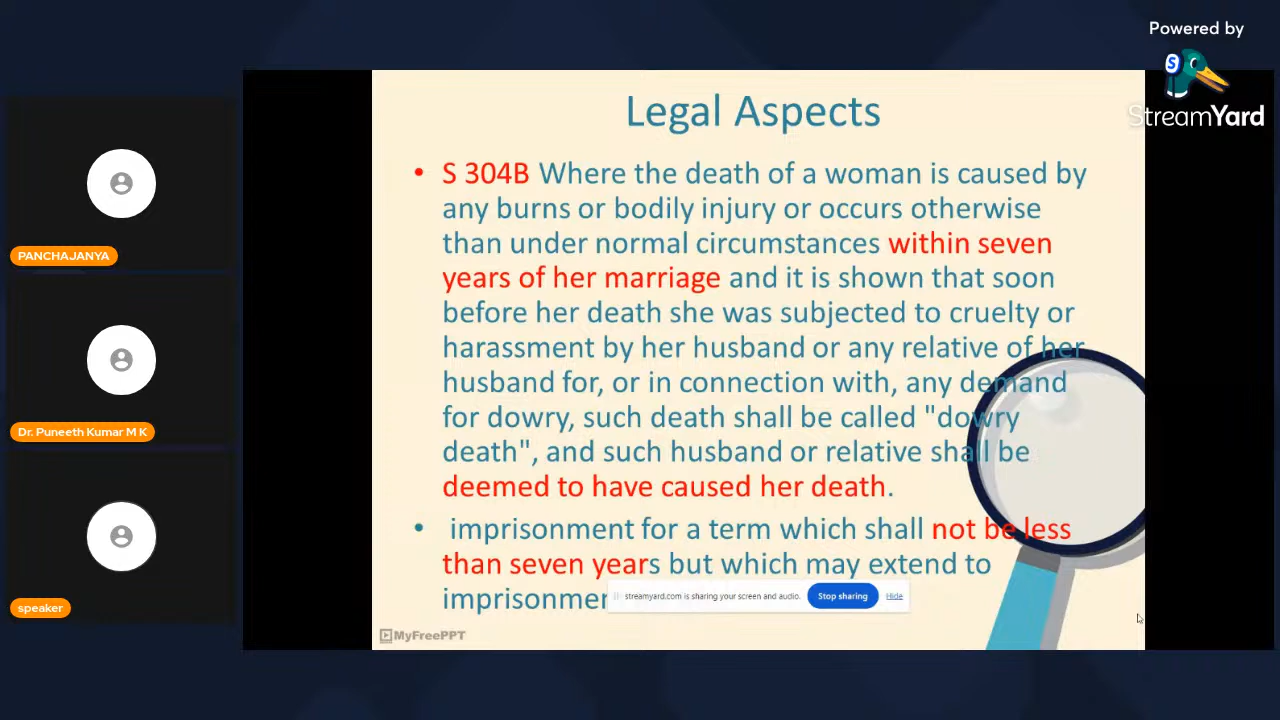 Powered by
StreamYard
Legal Aspects
• S 304B Where the death of a woman is caused by
any burns or bodily injury or occurs otherwise
than under normal circumstances within seven
years of her marriage and it is shown that soon
before her death she was subjected to cruelty or
harassment by her husband or any relative of her
husband for, or in connection with, any demand
for dowry, such death shall be called "dowry
death", and such husband or relative shall be
deemed to have caused her death.
• imprisonment for a term which shall not be less
than seven years but which may extend to
streamyard.com is sharing your screen and audio.
Stop sharing
Hide
MyFreePPT
PANCHAJANYA
Dr. Puneeth Kumar M K
speaker